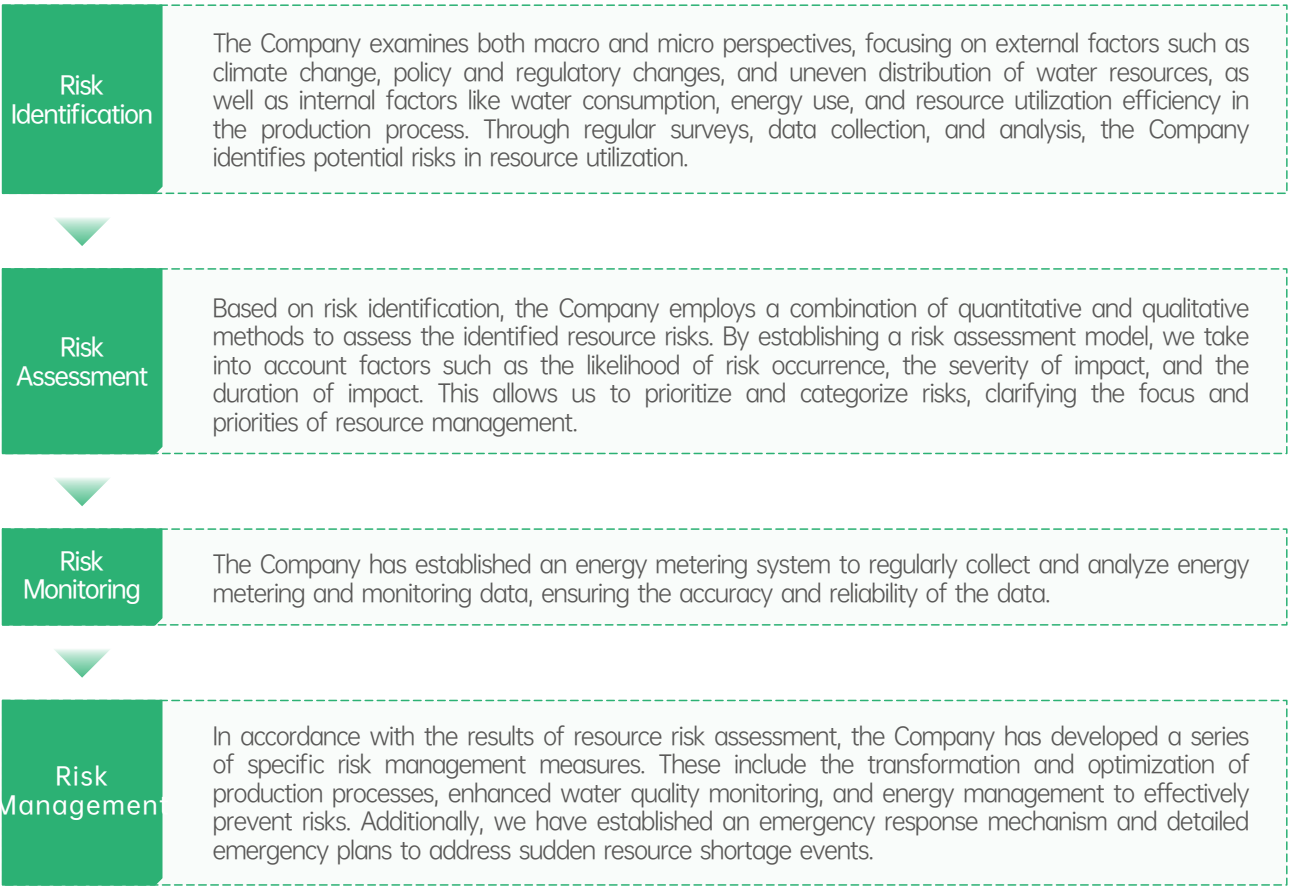 Risk
Identification
The Company examines both macro and micro perspectives, focusing on external factors such as
climate change, policy and regulatory changes, and uneven distribution of water resources, as
well as internal factors like water consumption, energy use, and resource utilization efficiency in
the production process. Through regular surveys, data collection, and analysis, the Company
identifies potential risks in resource utilization.
Risk
Assessment
Based on risk identification, the Company employs a combination of quantitative and qualitative
methods to assess the identified resource risks. By establishing a risk assessment model, we take
into account factors such as the likelihood of risk occurrence, the severity of impact, and the
duration of impact. This allows us to prioritize and categorize risks, clarifying the focus and
priorities of resource management.
Risk
Monitoring
The Company has established an energy metering system to regularly collect and analyze energy
metering and monitoring data, ensuring the accuracy and reliability of the data.
Risk
Management
In accordance with the results of resource risk assessment, the Company has developed a series
of specific risk management measures. These include the transformation and optimization of
production processes, enhanced water quality monitoring, and energy management to effectively
prevent risks. Additionally, we have established an emergency response mechanism and detailed
emergency plans to address sudden resource shortage events.